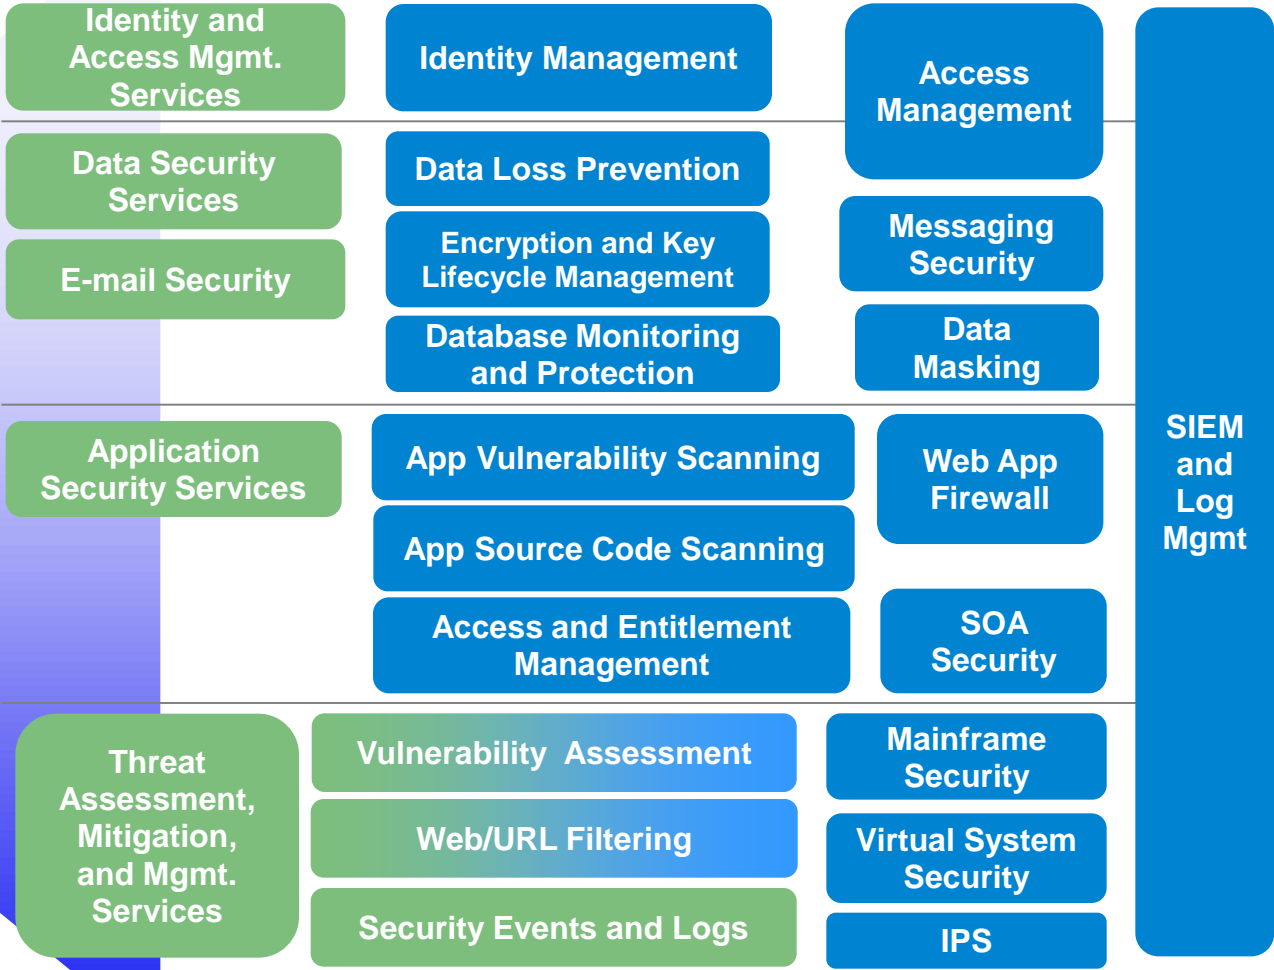 Identity and
Access Mgmt.
Services
Identity Management
Access
Management
Data Security
Services
Data Loss Prevention
E-mail Security
Encryption and Key
Lifecycle Management
Messaging
Security
Database Monitoring
and Protection
Data
Masking
Application
Security Services
App Vulnerability Scanning
Web App
Firewall
App Source Code Scanning
Access and Entitlement
Management
SOA
Security
Threat
Assessment,
Mitigation,
and Mgmt.
Services
Vulnerability  Assessment
Mainframe
Security
Web/URL Filtering
Virtual System
Security
Security Events and Logs
IPS
SIEM
and
Log
Mgmt